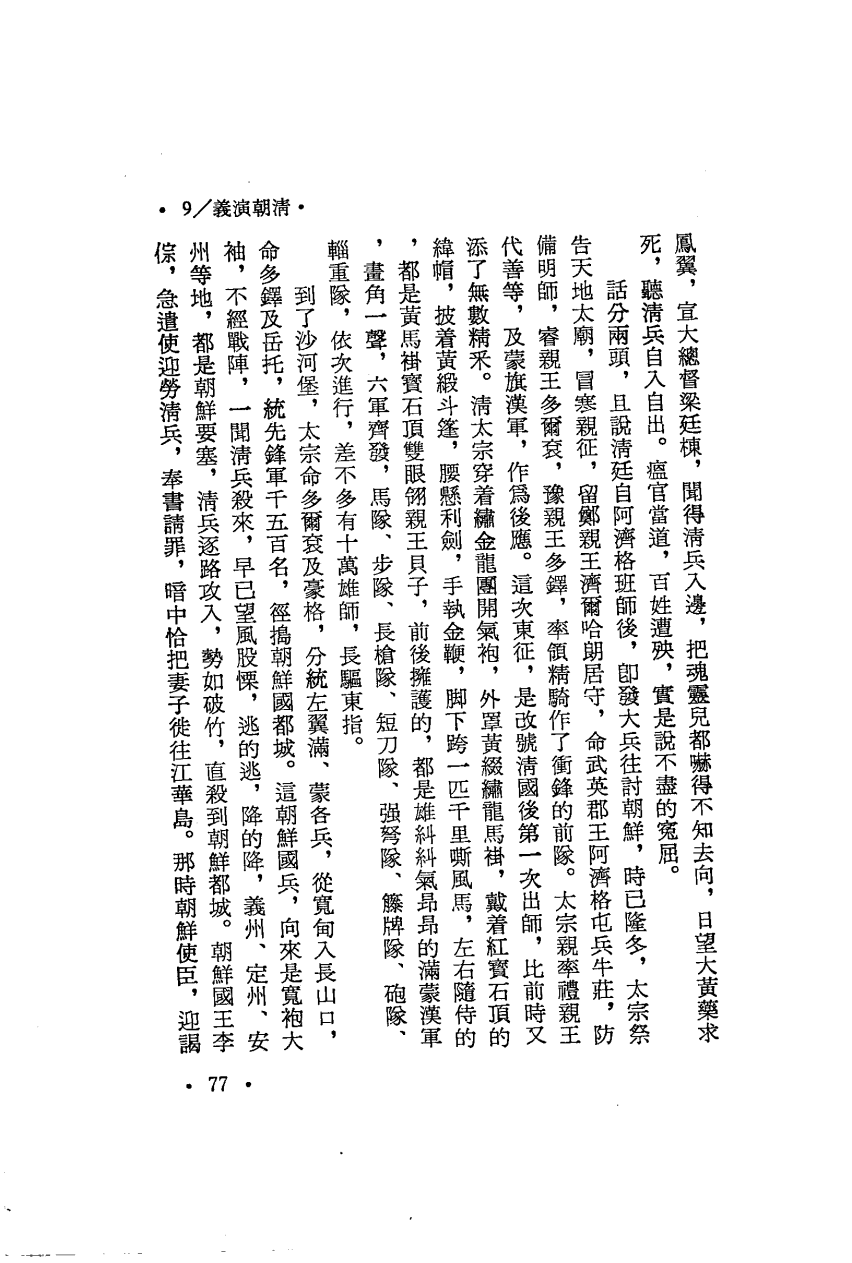 ·清朝演義/9·
鳳翼，宣大總督梁廷棟，聞得清兵入邊，把魂靈兒都嚇得不知去向，日望大黃藥求
死，聽清兵自入自出。瘟官當道，百姓遭殃，實是說不盡的寃屈。
話分兩頭，且說清廷自阿濟格班師後，卽發大兵往討朝鮮，時已隆冬，太宗祭
告天地太廟，冒寒親征，留鄭親王濟爾哈朗居守，命武英郡王阿濟格屯兵牛莊，防
備明師，睿親王多爾袞，豫親王多鐸，率領精騎作了衝鋒的前隊。太宗親率禮親王
代善等，及蒙旗漢軍，作爲後應。這次東征，是改號清國後第一次出師，比前時又
添了無數精釆。清太宗穿着繡金龍團開氣袍，外罩黃綴繡龍馬褂，戴着紅寶石頂的
緯帽，披着黃緞斗篷，腰懸利劍，手執金鞭，脚下跨一匹千里嘶風馬，左右隨侍的
，都是黃馬褂寶石頂雙眼翎親王貝子，前後擁護的，都是雄糾糾氣昂昂的滿蒙漢軍
，畫角一聲，六軍齊發，馬隊、步隊、長槍隊、短刀隊、强弩隊、籐牌隊、砲隊、
輜重隊，依次進行，差不多有十萬雄師，長驅東指。
到了沙河堡，太宗命多爾袞及豪格，分統左翼滿、蒙各兵，從寬甸入長山口，
命多鐸及岳托，統先鋒軍千五百名，徑搗朝鮮國都城。這朝鮮國兵，向來是寬袍大
袖，不經戰陣，一聞清兵殺來，早已望風股慄，逃的逃，降的降，義州、定州、安
州等地，都是朝鮮要塞，清兵逐路攻入，勢如破竹，直殺到朝鮮都城。朝鮮國王李
倧，急遣使迎勞清兵，奉書請罪，暗中恰把妻子徙往江華島。那時朝鮮使臣，迎謁
·77·